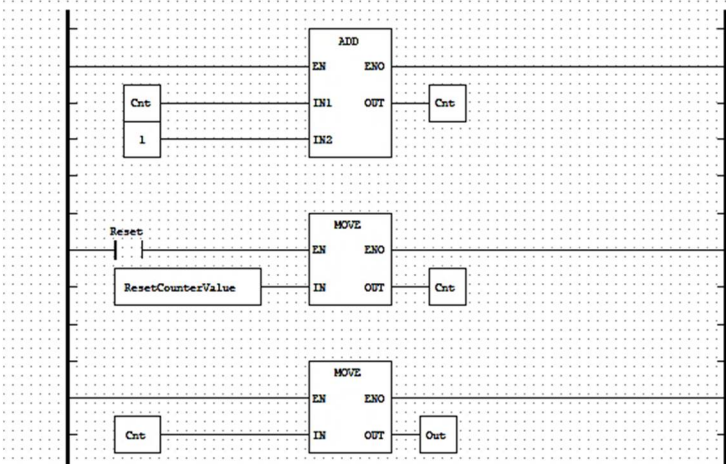 ADD
EN ENO
Cnt IN1 OUT Cnt
1 IN2
Reset
MOVE
EN ENO
ResetCounterValue IN OUT Cnt
MOVE
EN ENO
Cnt IN OUT Out